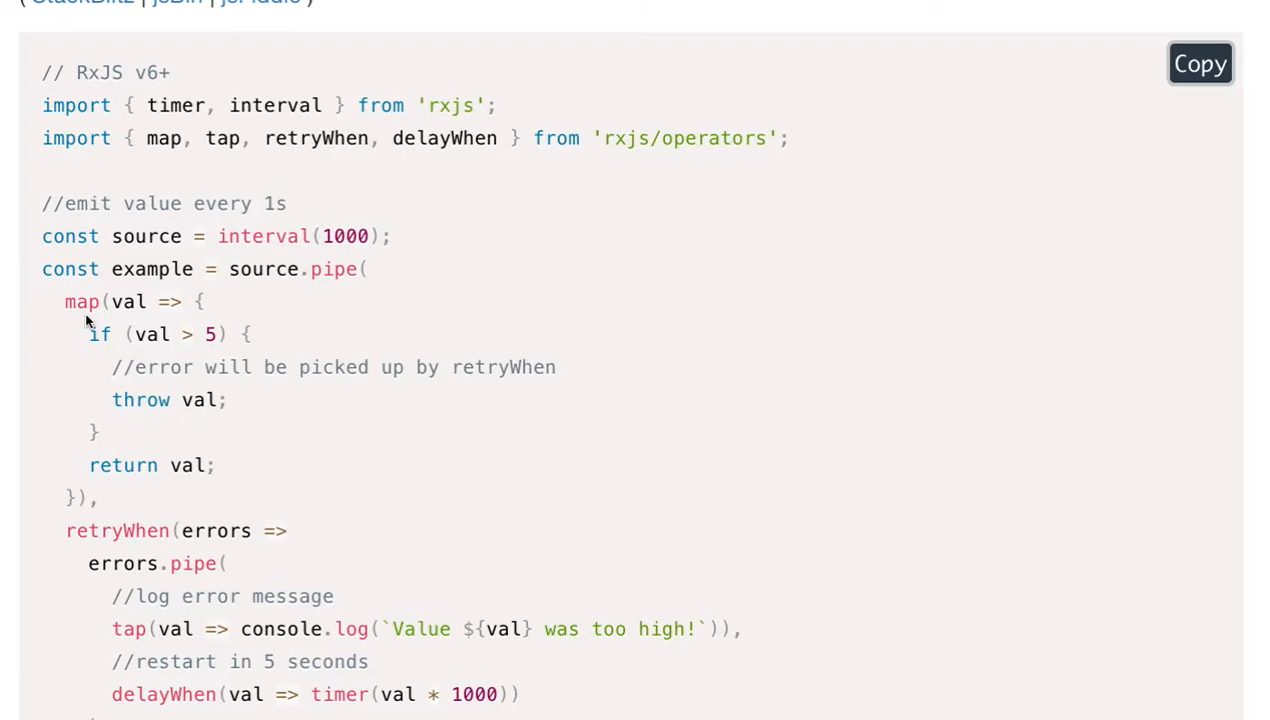 ( StackBlitz | jsBin | jsFiddle )
Copy
// RxJS v6+
import { timer, interval } from 'rxjs';
import { map, tap, retryWhen, delayWhen } from 'rxjs/operators';
//emit value every 1s
const source = interval(1000);
const example = source.pipe(
  map(val => {
    if (val > 5) {
      //error will be picked up by retryWhen
      throw val;
    }
    return val;
  }),
  retryWhen(errors =>
    errors.pipe(
      //log error message
      tap(val => console.log(`Value ${val} was too high!`)),
      //restart in 5 seconds
      delayWhen(val => timer(val * 1000))